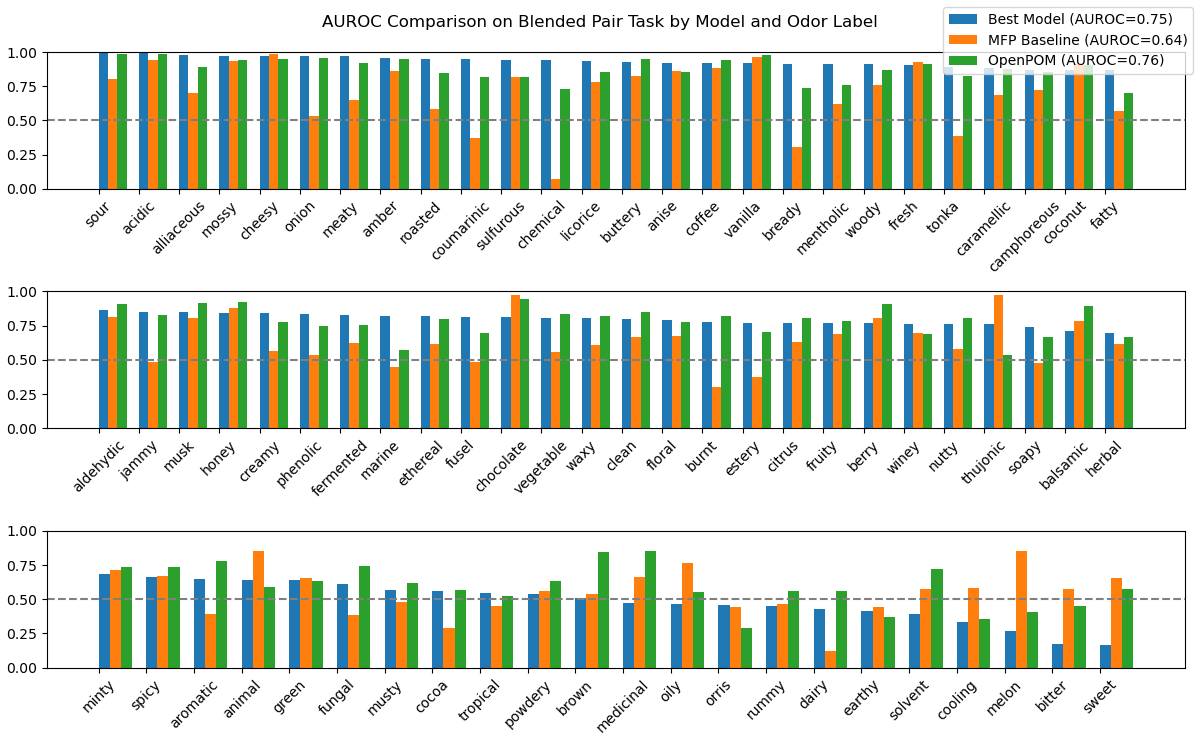 AUROC Comparison on Blended Pair Task by Model and Odor Label
Best Model (AUROC=0.75)
MFP Baseline (AUROC=0.64)
OpenPOM (AUROC=0.76)
1.00
0.75
0.50
0.25
0.00
sour
acidic
alliaceous
mossy
cheesy
onion
meaty
amber
roasted
coumarinic
sulfurous
chemical
licorice
buttery
anise
coffee
vanilla
bready
mentholic
woody
fresh
tonka
caramellic
camphoreous
coconut
fatty
1.00
0.75
0.50
0.25
0.00
aldehydic
jammy
musk
honey
creamy
phenolic
fermented
marine
ethereal
fusel
chocolate
vegetable
waxy
clean
floral
burnt
estery
citrus
fruity
berry
winey
nutty
thujonic
soapy
balsamic
herbal
1.00
0.75
0.50
0.25
0.00
minty
spicy
aromatic
animal
green
fungal
musty
cocoa
tropical
powdery
brown
medicinal
oily
orris
rummy
dairy
earthy
solvent
cooling
melon
bitter
sweet